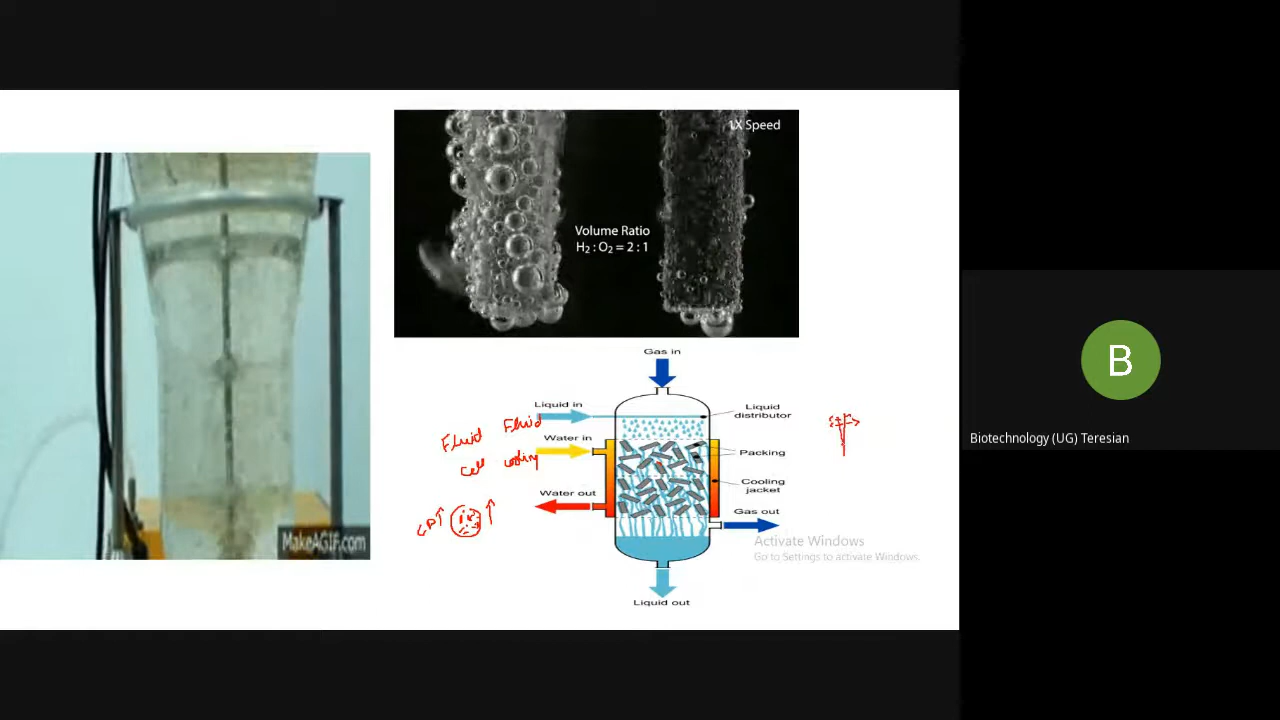 1X Speed
Volume Ratio
H₂ : O₂ = 2 : 1
MakeAGIF.com
Gas in
Liquid in
Liquid
distributor
Fluid Fluid
Water in
Packing
Cell
Cooling
jacket
Water out
Gas out
Activate Windows
Go to Settings to activate Windows.
Liquid out
B
Biotechnology (UG) Teresian